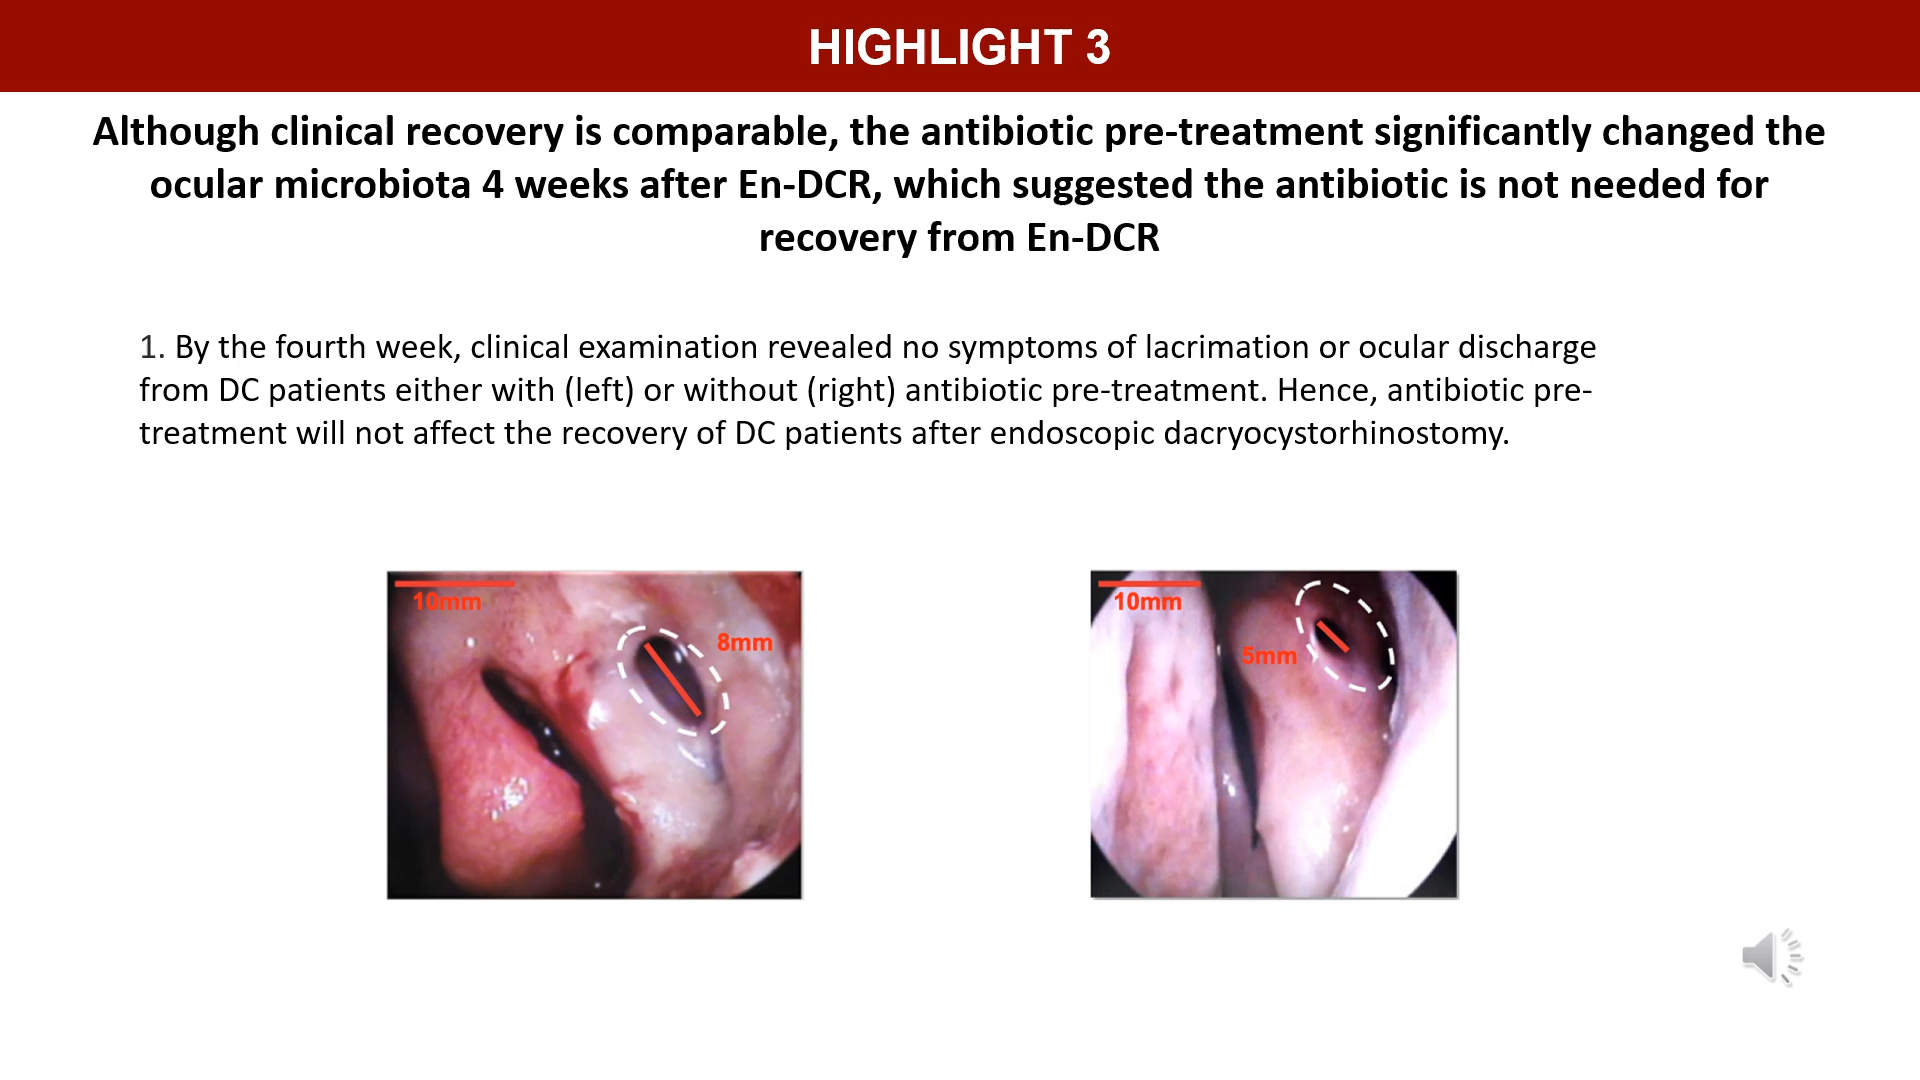 HIGHLIGHT 3
Although clinical recovery is comparable, the antibiotic pre-treatment significantly changed the
ocular microbiota 4 weeks after En-DCR, which suggested the antibiotic is not needed for
recovery from En-DCR
1. By the fourth week, clinical examination revealed no symptoms of lacrimation or ocular discharge
from DC patients either with (left) or without (right) antibiotic pre-treatment. Hence, antibiotic pre-
treatment will not affect the recovery of DC patients after endoscopic dacryocystorhinostomy.
10mm
8mm
10mm
5mm